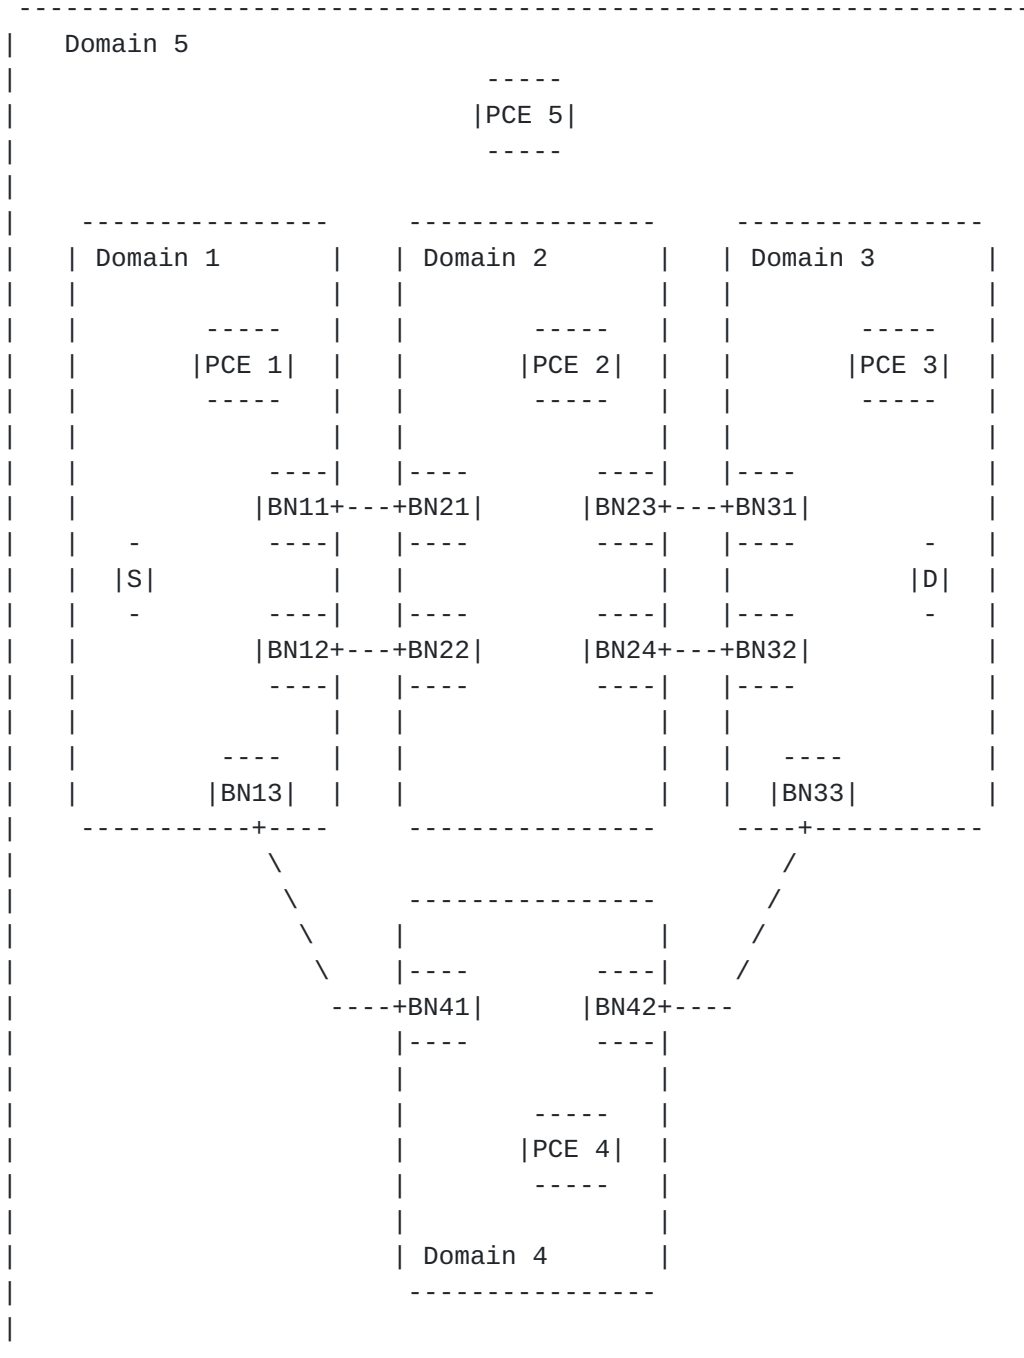 Domain 5
PCE 5
Domain 1 Domain 2 Domain 3
PCE 1 PCE 2 PCE 3
BN11+---+BN21 BN23+---+BN31
S D
BN12+---+BN22 BN24+---+BN32
BN13 BN33
----+BN41 BN42+----
PCE 4
Domain 4